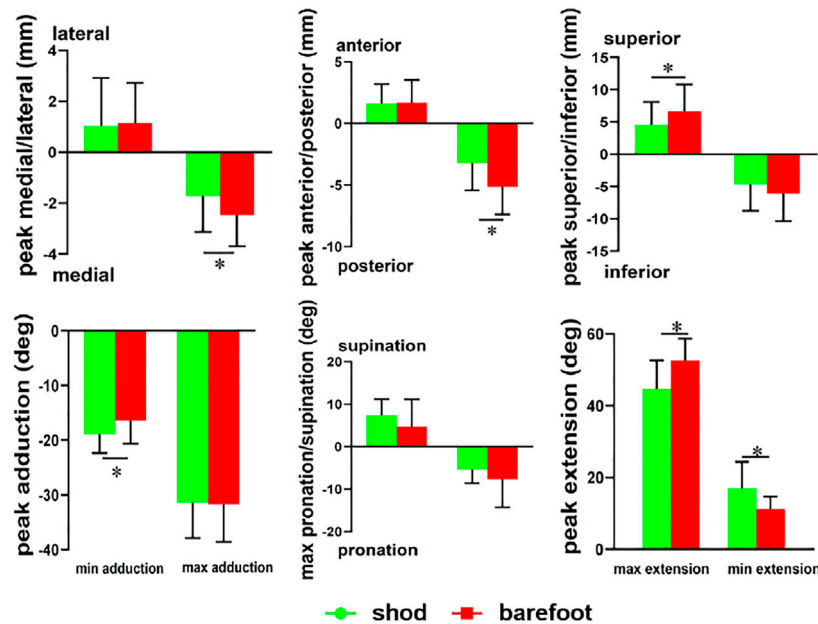 peak medial/lateral (mm)
lateral
4
2
0
-2
-4
*
medial
peak anterior/posterior (mm)
anterior
5
0
-5
-10
*
posterior
peak superior/inferior (mm)
superior
15
10
5
0
-5
-10
-15
*
inferior
peak adduction (deg)
0
-10
-20
-30
-40
*
min adduction max adduction
max pronation/supination (deg)
20
10
0
-10
-20
supination
pronation
peak extension (deg)
60
40
20
0
*
*
max extension min extension
shod barefoot